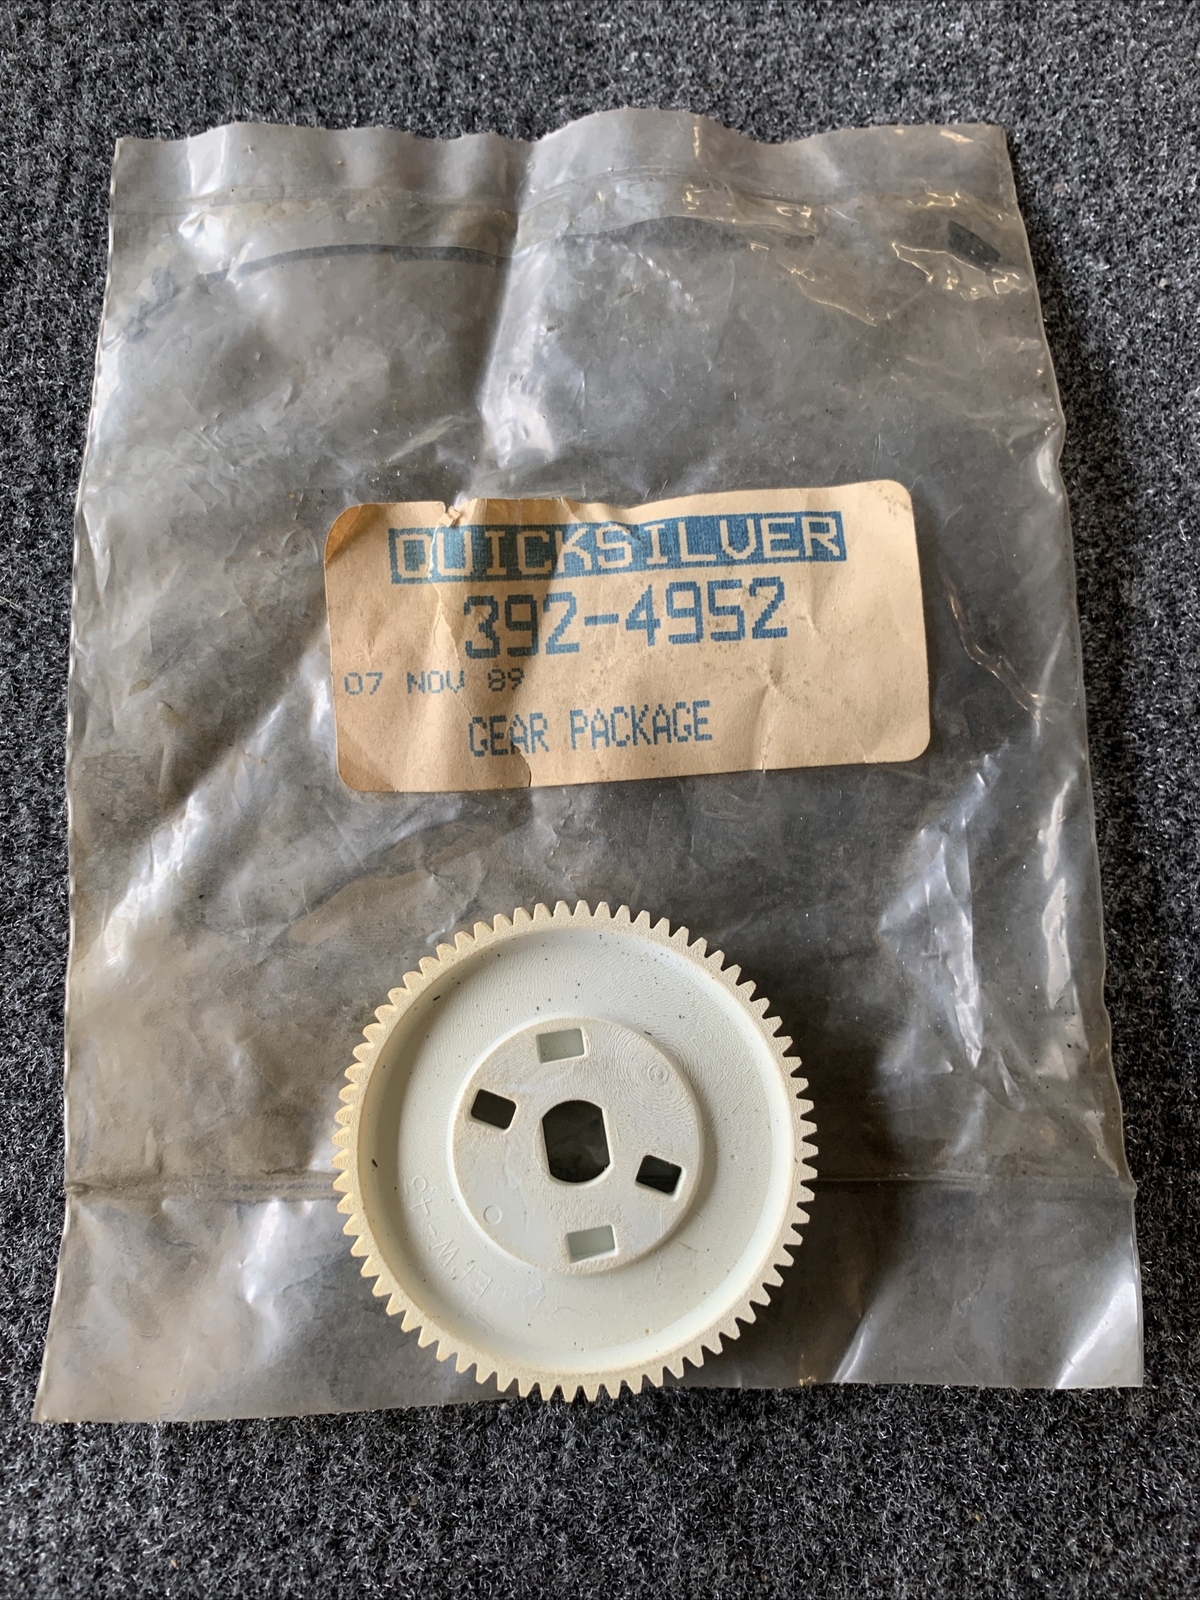 QUICKSILVER
392-4952
07 NOV 89
GEAR PACKAGE